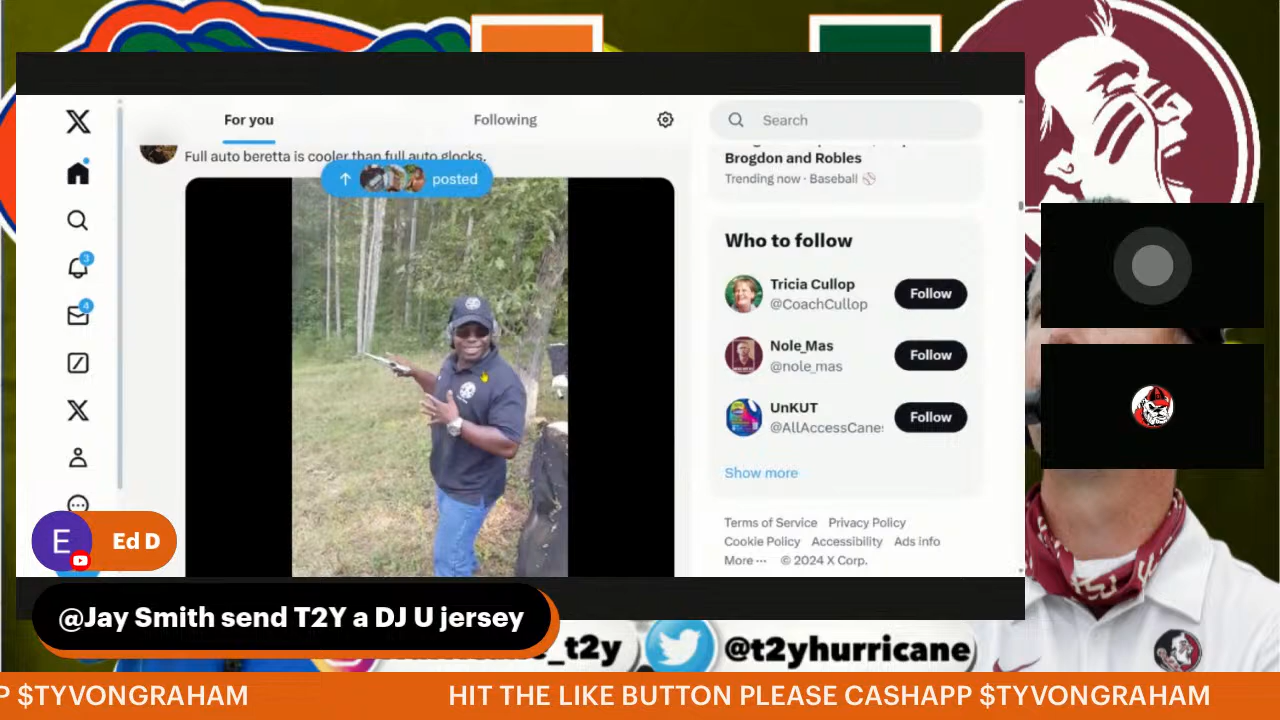 For you
Following
Search
Full auto beretta is cooler than full auto glocks.
posted
Brogdon and Robles
Trending now · Baseball
Who to follow
Tricia Cullop
@CoachCullop
Follow
Nole_Mas
@nole_mas
Follow
UnKUT
@AllAccessCane
Follow
Show more
Terms of Service Privacy Policy
Cookie Policy Accessibility Ads info
More ··· © 2024 X Corp.
3
4
E
Ed D
@Jay Smith send T2Y a DJ U jersey
_t2y
@t2yhurricane
P $TYVONGRAHAM HIT THE LIKE BUTTON PLEASE CASHAPP $TYVONGRAHAM